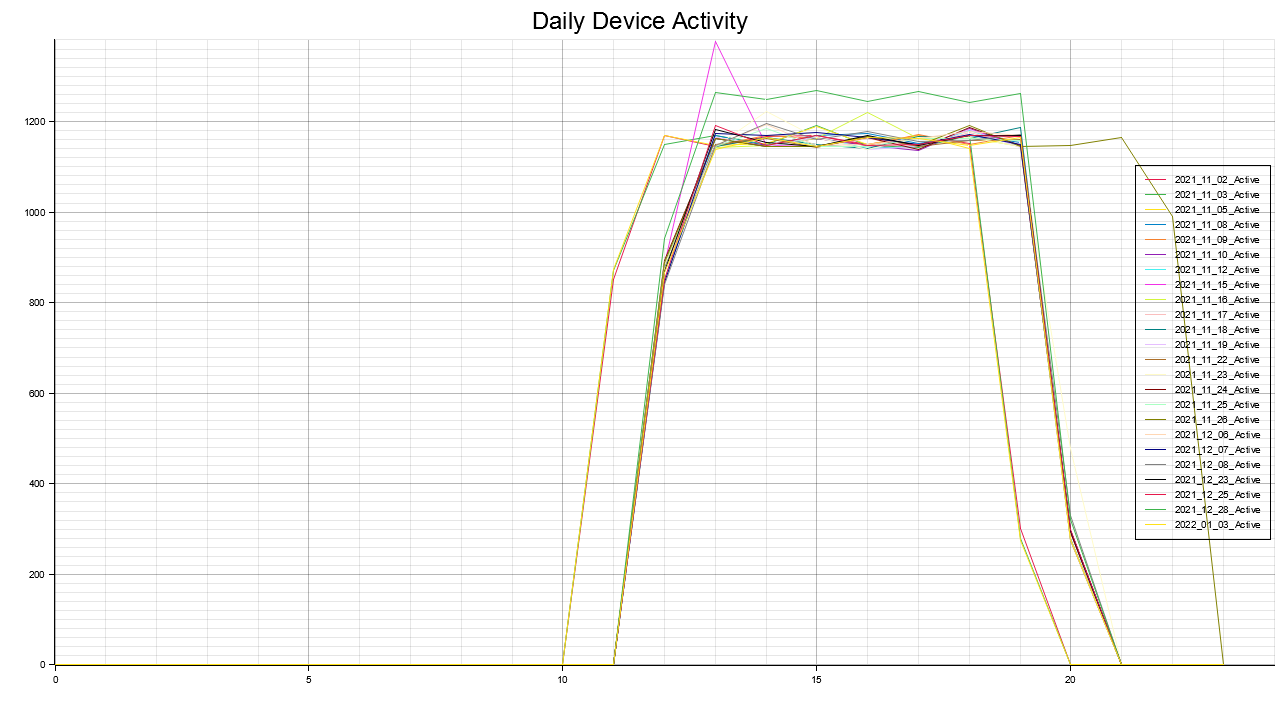 Daily Device Activity
1200
1000
800
600
400
200
0
0 5 10 15 20
2021_11_02_Active
2021_11_03_Active
2021_11_05_Active
2021_11_08_Active
2021_11_09_Active
2021_11_10_Active
2021_11_12_Active
2021_11_15_Active
2021_11_16_Active
2021_11_17_Active
2021_11_18_Active
2021_11_19_Active
2021_11_22_Active
2021_11_23_Active
2021_11_24_Active
2021_11_25_Active
2021_11_26_Active
2021_12_06_Active
2021_12_07_Active
2021_12_08_Active
2021_12_23_Active
2021_12_25_Active
2021_12_28_Active
2022_01_03_Active